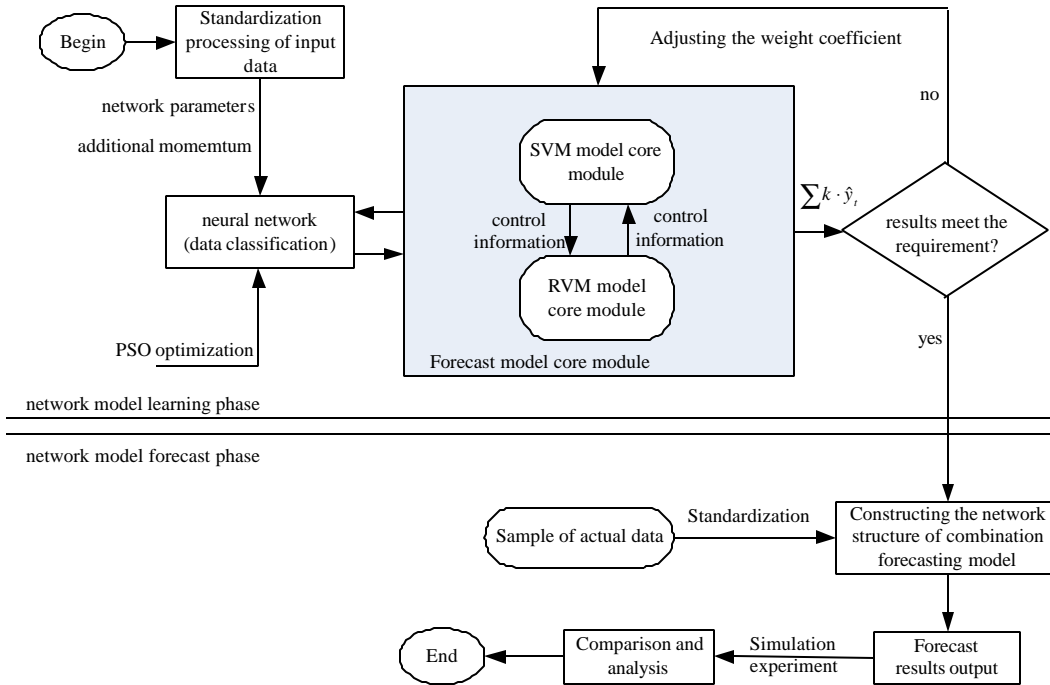 Begin
Standardization
processing of input
data
network parameters
additional momemtum
neural network
(data classification)
PSO optimization
Adjusting the weight coefficient
SVM model core
module
control
information
control
information
RVM model
core module
Forecast model core module
∑k · ŷt
results meet the
requirement?
no
yes
network model learning phase
network model forecast phase
Sample of actual data
Standardization
Constructing the network
structure of combination
forecasting model
Forecast
results output
Simulation
experiment
Comparison and
analysis
End